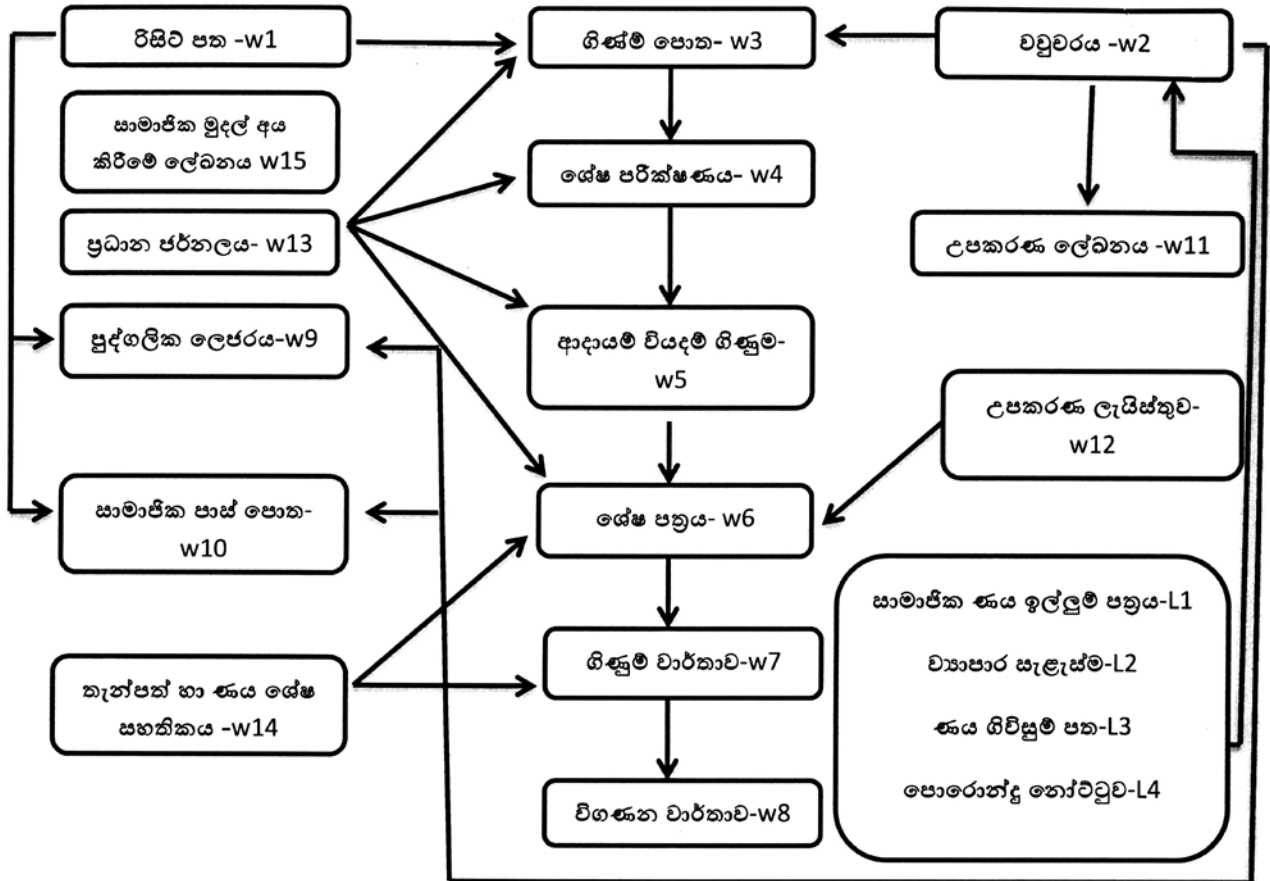 රිසිට් පත -w1
ගිණ්ම් පොත- w3
වවුචරය -w2
සාමාජික මුදල් අය
කිරීමේ ලේඛනය w15
ශේෂ පරීක්ෂණය- w4
ප්‍රධාන ජර්නලය- w13
උපකරණ ලේඛනය -w11
පුද්ගලික ලෙජරය-w9
ආදායම් වියදම් ගිණුම-
w5
උපකරණ ලැයිස්තුව-
w12
සාමාජික පාස් පොත-
w10
ශේෂ පත්‍රය- w6
සාමාජික ණය ඉල්ලුම් පත්‍රය-L1
ව්‍යාපාර සැළැස්ම-L2
ණය ගිවිසුම් පත-L3
පොරොන්දු නෝට්ටුව-L4
ගිණුම් වාර්තාව-w7
තැන්පත් හා ණය ශේෂ
සහතිකය -w14
විගණන වාර්තාව-w8